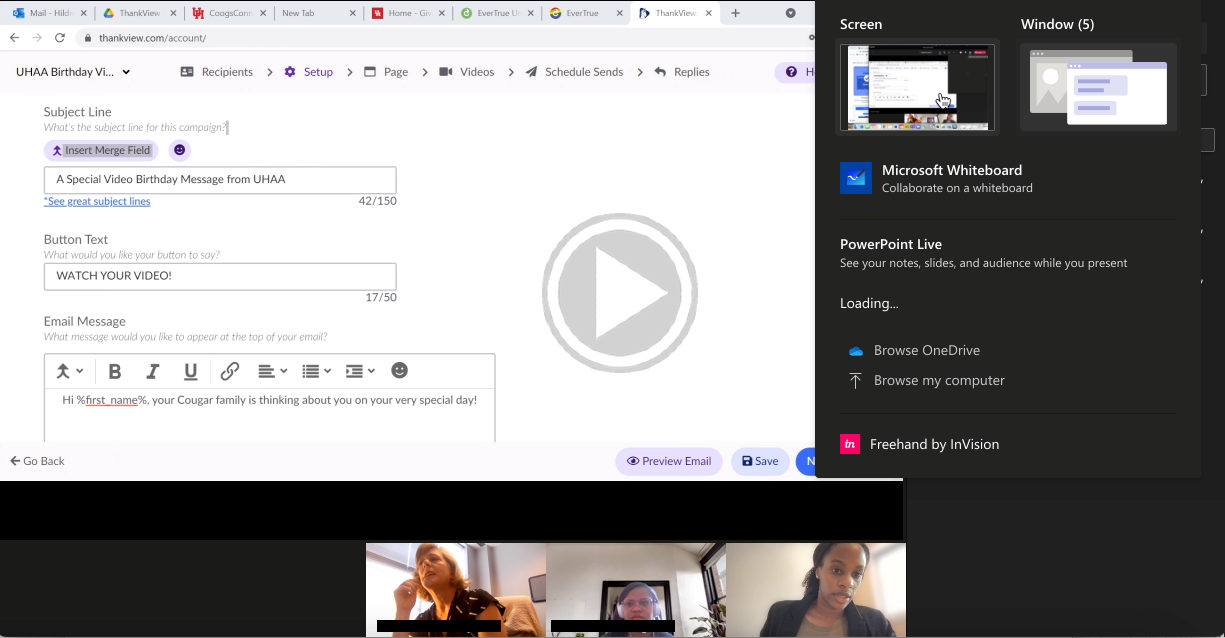 Mail - Hild
ThankView
CoogsConn
New Tab
Home - Giv
EverTrue U
EverTrue
ThankView
thankview.com/account/
UHAA Birthday Vi...
Recipients
Setup
Page
Videos
Schedule Sends
Replies
Subject Line
What's the subject line for this campaign?
Insert Merge Field
A Special Video Birthday Message from UHAA
*See great subject lines
42/150
Button Text
What would you like your button to say?
WATCH YOUR VIDEO!
17/50
Email Message
What message would you like to appear at the top of your email?
B I U
Hi %first_name%, your Cougar family is thinking about you on your very special day!
Go Back
Preview Email
Save
Screen
Window (5)
Microsoft Whiteboard
Collaborate on a whiteboard
PowerPoint Live
See your notes, slides, and audience while you present
Loading...
Browse OneDrive
Browse my computer
in
Freehand by InVision